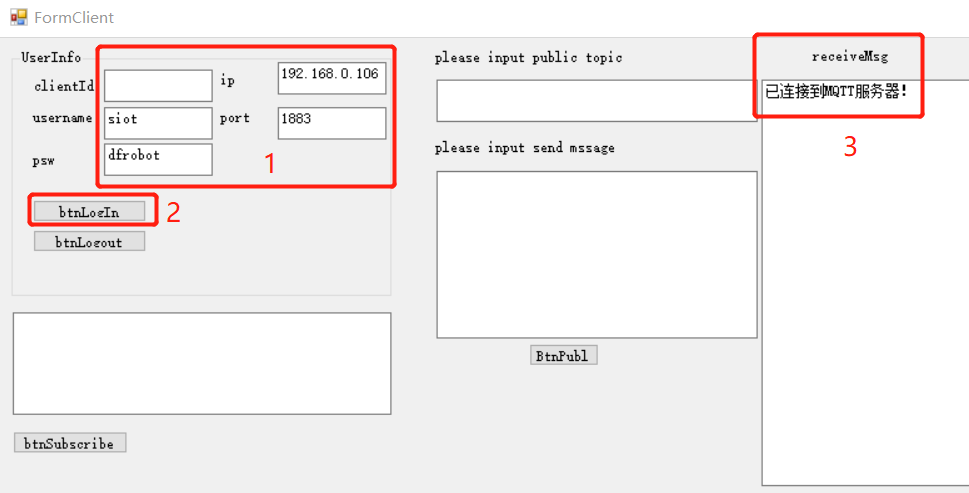 FormClient
UserInfo
clientId
ip
192.168.0.106
username
siot
port
1883
psw
dfrobot
1
btnLogIn
2
btnLogout
btnSubscribe
please input public topic
please input send mssage
BtnPubl
receiveMsg
已连接到MQTT服务器!
3